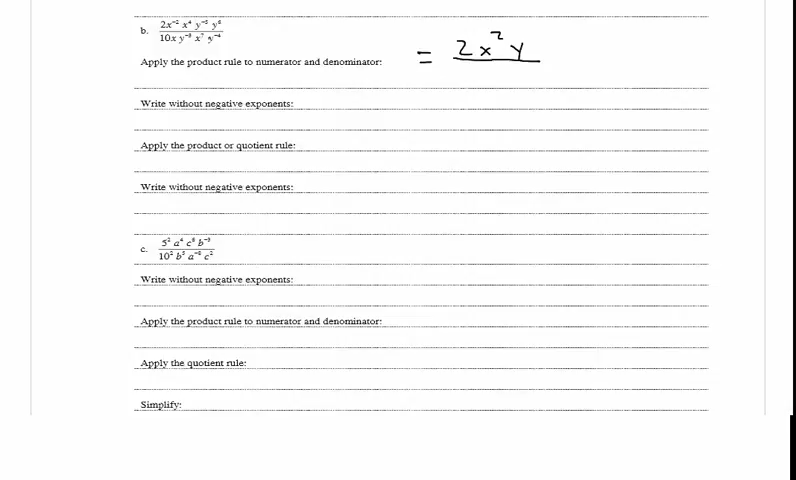 b. 2x⁻² x⁴ y⁻⁵ y⁶
10x y⁻³ x⁷ y⁻⁴
= 2x² y
Apply the product rule to numerator and denominator:
Write without negative exponents:
Apply the product or quotient rule:
Write without negative exponents:
c. 5² a⁴ c⁸ b⁻³
10² b⁵ a⁻² c²
Write without negative exponents:
Apply the product rule to numerator and denominator:
Apply the quotient rule:
Simplify: